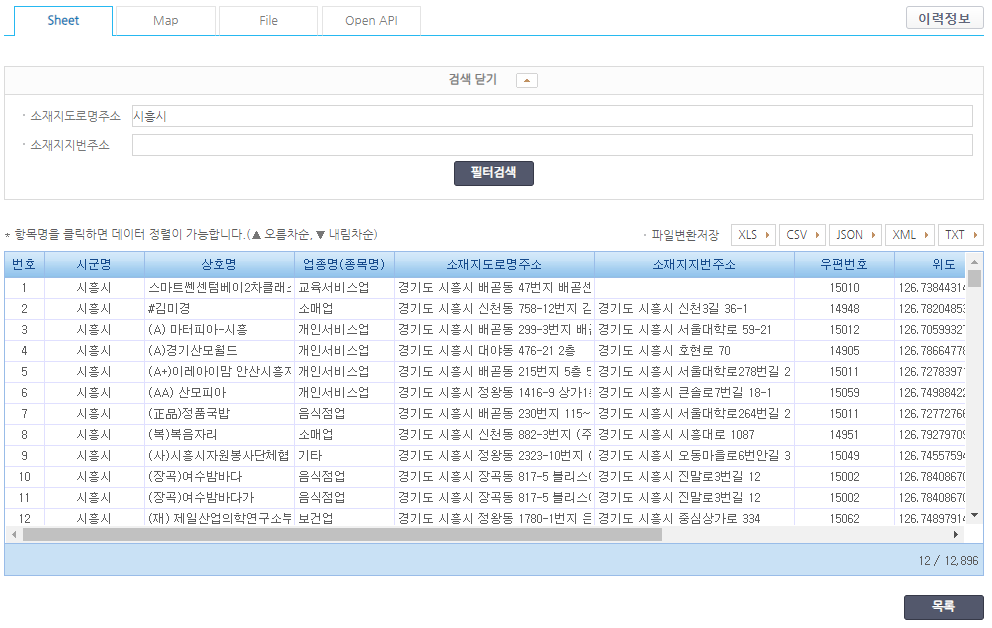 Sheet Map File Open API 이력정보
검색 닫기
· 소재지도로명주소 시흥시
· 소재지지번주소
필터검색
* 항목명을 클릭하면 데이터 정렬이 가능합니다.(▲ 오름차순, ▼ 내림차순) · 파일변환저장 XLS CSV JSON XML TXT
번호 시군명 상호명 업종명(종목명) 소재지도로명주소 소재지지번주소 우편번호 위도
1 시흥시 스마트쎈센텀베이2차클래스 교육서비스업 경기도 시흥시 배곧동 47번지 배곧센 15010 126.73844314
2 시흥시 #김미경 소매업 경기도 시흥시 신천동 758-12번지 경기도 시흥시 신천3길 36-1 14948 126.78204853
3 시흥시 (A) 마터피아-시흥 개인서비스업 경기도 시흥시 배곧동 299-3번지 배곧 경기도 시흥시 서울대학로 59-21 15012 126.70599327
4 시흥시 (A)경기산모월드 개인서비스업 경기도 시흥시 대야동 476-21 2층 경기도 시흥시 호현로 70 14905 126.78664778
5 시흥시 (A+)이레아이맘 안산시흥지 개인서비스업 경기도 시흥시 배곧동 215번지 5층 5 경기도 시흥시 서울대학로278번길 2 15011 126.72783971
6 시흥시 (AA) 산모피아 개인서비스업 경기도 시흥시 정왕동 1416-9 상가1층 경기도 시흥시 큰솔로7번길 18-1 15059 126.74988422
7 시흥시 (正品)정품국밥 음식점업 경기도 시흥시 배곧동 230번지 115~ 경기도 시흥시 서울대학로264번길 2 15011 126.72772766
8 시흥시 (복)복음자리 소매업 경기도 시흥시 신천동 882-3번지 (주 경기도 시흥시 시흥대로 1087 14951 126.79279709
9 시흥시 (사)시흥시자원봉사단체협 기타 경기도 시흥시 정왕동 2323-10번지 ( 경기도 시흥시 오동마을로6번안길 3 15049 126.74557594
10 시흥시 (장곡)여수밤바다 음식점업 경기도 시흥시 장곡동 817-5 블리스 경기도 시흥시 진말로3번길 12 15002 126.78408670
11 시흥시 (장곡)여수밤바다가 음식점업 경기도 시흥시 장곡동 817-5 블리스 경기도 시흥시 진말로3번길 12 15002 126.78408670
12 시흥시 (재) 제일산업의학연구소부 보건업 경기도 시흥시 정왕동 1780-1번지 은 경기도 시흥시 중심상가로 334 15062 126.74897914
12 / 12,896
목록